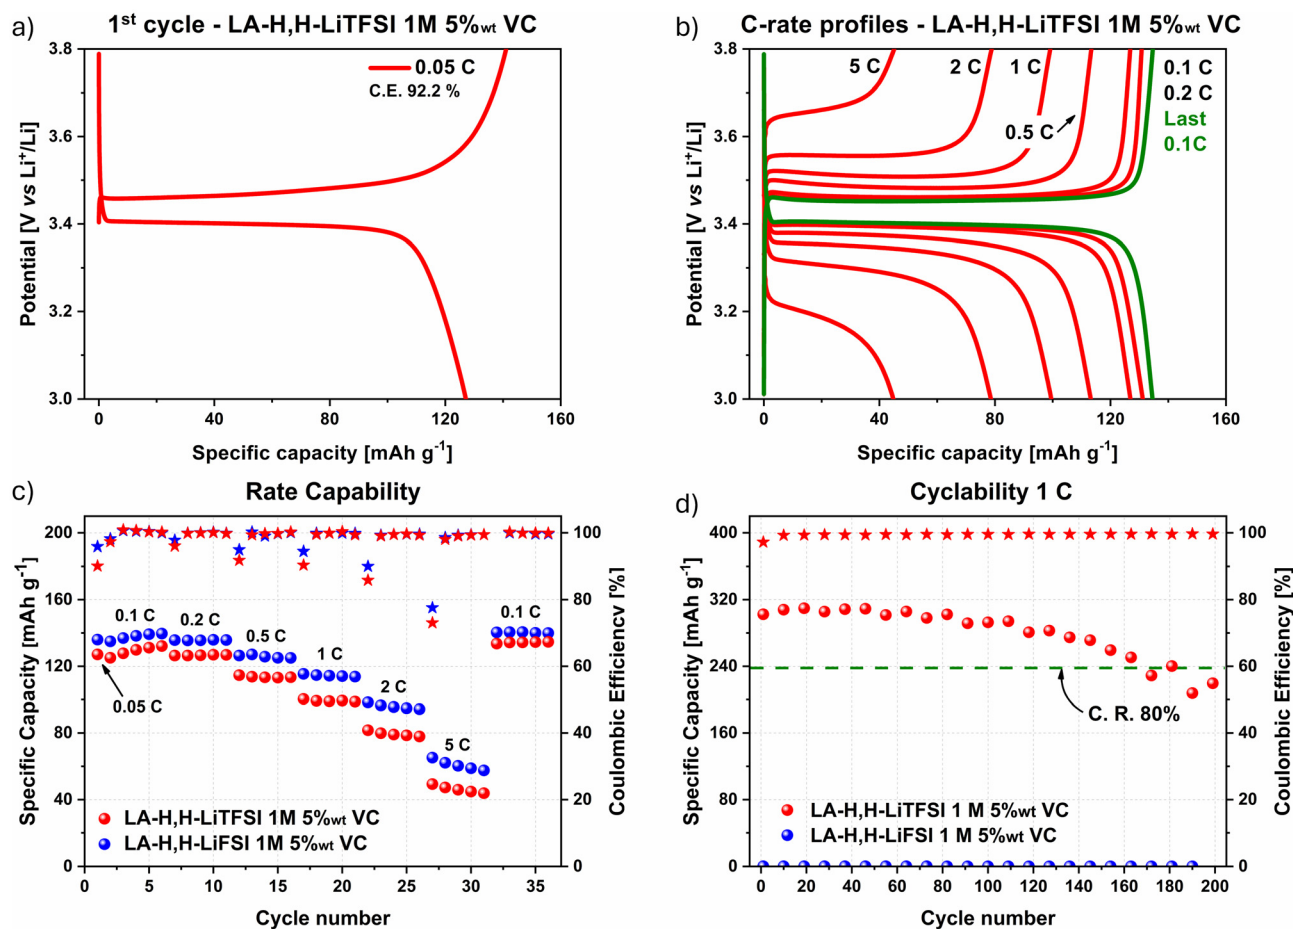 a)
1st cycle - LA-H,H-LiTFSI 1M 5%wt VC
3.8
3.6
3.4
3.2
3.0
Potential [V vs Li+/Li)
0.05 C
C.E. 92.2 %
0
40
80
120
160
Specific capacity [mAh g-1]
b)
C-rate profiles - LA-H,H-LiTFSI 1M 5%wt VC
3.8
3.6
3.4
3.2
3.0
Potential [V vs Li+/Li]
5 C
2 C
1 C
0.5 C
0.1 C
0.2 C
Last
0.1C
0
40
80
120
160
Specific capacity [mAh g-1]
c)
Rate Capability
200
160
120
80
40
0
Specific Capacity [mAh g-1]
0.1 C
0.2 C
0.5 C
1 C
2 C
5 C
0.1 C
0.05 C
LA-H,H-LiTFSI 1M 5%wt VC
LA-H,H-LiFSI 1M 5%wt VC
100
80
60
40
20
0
Coulombic Efficiency [%]
0
5
10
15
20
25
30
35
Cycle number
d)
Cyclability 1 C
400
320
240
160
80
0
Specific Capacity [mAh g-1]
C. R. 80%
LA-H,H-LiTFSI 1 M 5%wt VC
LA-H,H-LiFSI 1 M 5%wt VC
100
80
60
40
20
0
Coulombic Efficiency [%]
0
20
40
60
80
100
120
140
160
180
200
Cycle number